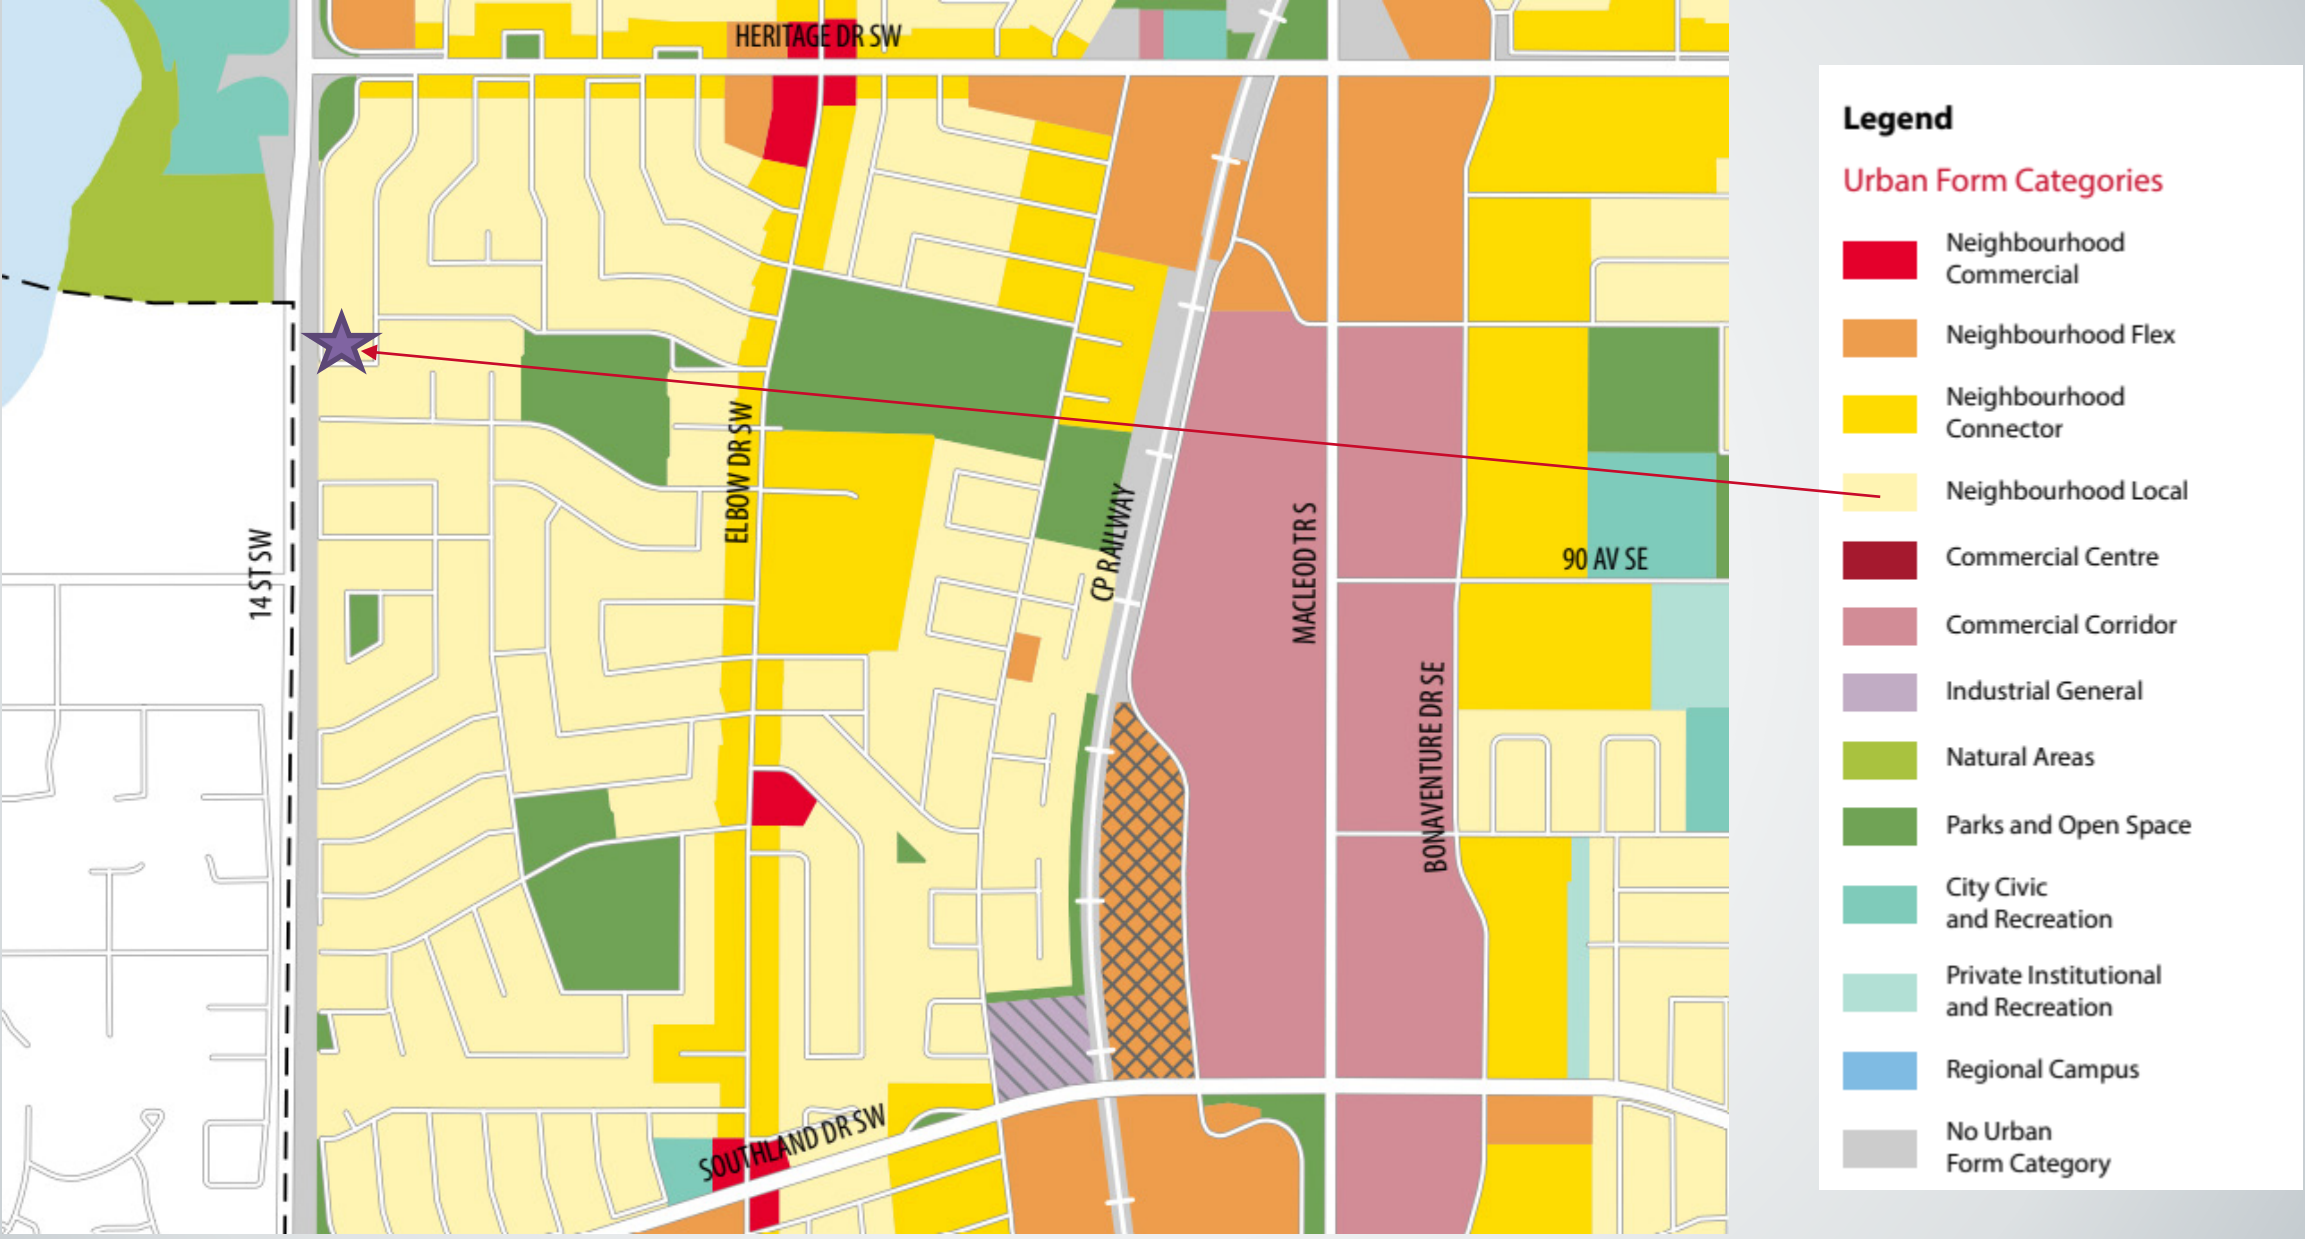 HERITAGE DR SW
ELBOW DR SW
14 ST SW
CP RAILWAY
MACLEOD TR S
90 AV SE
BONAVENTURE DR SE
SOUTHLAND DR SW
Legend
Urban Form Categories
Neighbourhood
Commercial
Neighbourhood Flex
Neighbourhood
Connector
Neighbourhood Local
Commercial Centre
Commercial Corridor
Industrial General
Natural Areas
Parks and Open Space
City Civic
and Recreation
Private Institutional
and Recreation
Regional Campus
No Urban
Form Category